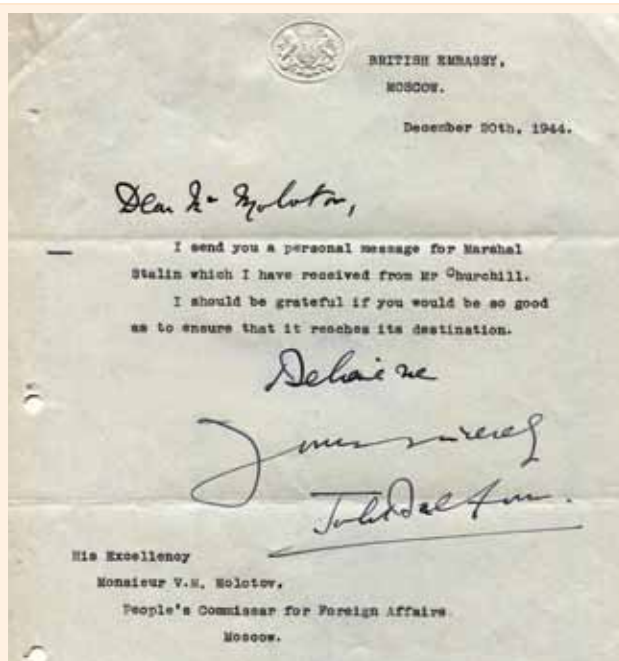 BRITISH EMBASSY,
MOSCOW.
December 20th, 1944.
Dear Mr Molotov,
I send you a personal message for Marshal
Stalin which I have received from Mr Churchill.
I should be grateful if you would be so good
as to ensure that it reaches its destination.
Believe me
Yours sincerely
His Excellency
Monsieur V.M. Molotov,
People's Commissar for Foreign Affairs
Moscow.